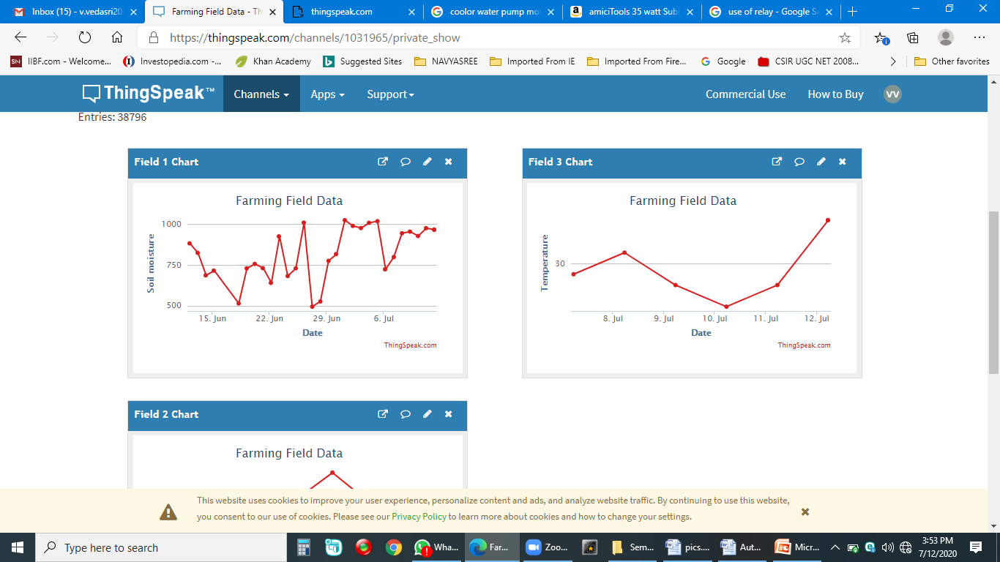 Inbox (15) - v.vedasri20
Farming Field Data - Th
thingspeak.com
coolor water pump mo
amiciTools 35 watt Sub
use of relay - Google Se
https://thingspeak.com/channels/1031965/private_show
IIBF.com - Welcome...
Investopedia.com -...
Khan Academy
Suggested Sites
NAVYASREE
Imported From IE
Imported From Fire...
Google
CSIR UGC NET 2008...
Other favorites
ThingSpeak™
Channels
Apps
Support
Commercial Use
How to Buy
VV
Entries: 38796
Field 1 Chart
Farming Field Data
Soil moisture
1000
750
500
15. Jun
22. Jun
29. Jun
6. Jul
Date
ThingSpeak.com
Field 3 Chart
Farming Field Data
Temperature
30
8. Jul
9. Jul
10. Jul
11. Jul
12. Jul
Date
ThingSpeak.com
Field 2 Chart
Farming Field Data
This website uses cookies to improve your user experience, personalize content and ads, and analyze website traffic. By continuing to use this website,
you consent to our use of cookies. Please see our Privacy Policy to learn more about cookies and how to change your settings.
Type here to search
Wha...
Far...
Zoo...
Sem...
pics....
Aut...
Micr...
3:53 PM
7/12/2020